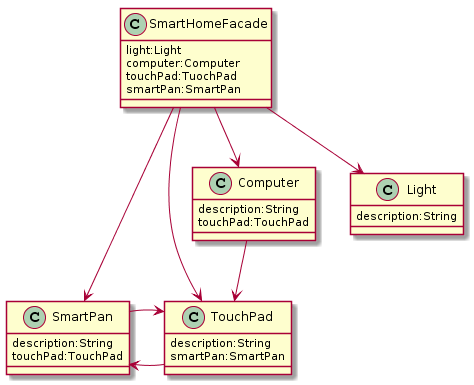 C SmartHomeFacade
light:Light
computer:Computer
touchPad:TuochPad
smartPan:SmartPan
C Computer
description:String
touchPad:TouchPad
C Light
description:String
C SmartPan
description:String
touchPad:TouchPad
C TouchPad
description:String
smartPan:SmartPan